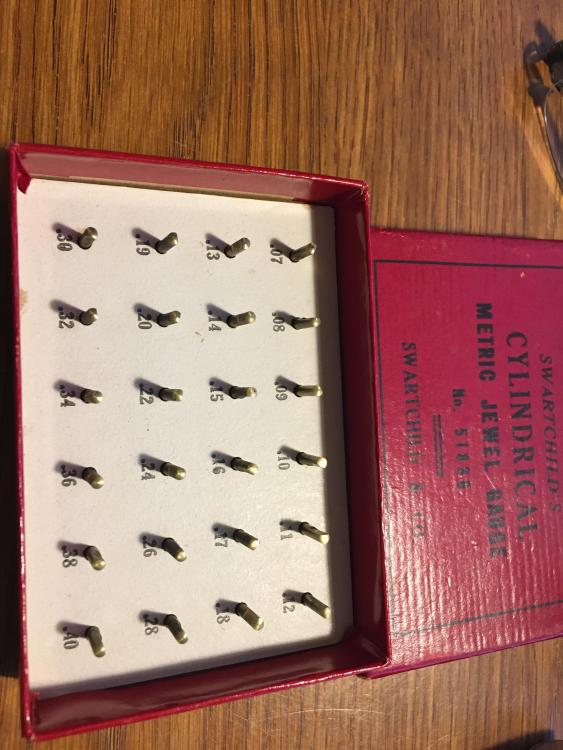 SWARTCHILD'S
CYLINDRICAL
METRIC JEWEL GAUGE
No.
SWARTCHILD & CO.
.07 .08 .09 .10 .11 .12
.13 .14 .15 .16 .17 .18
.19 .20 .22 .24 .26 .28
.30 .32 .34 .36 .38 .40